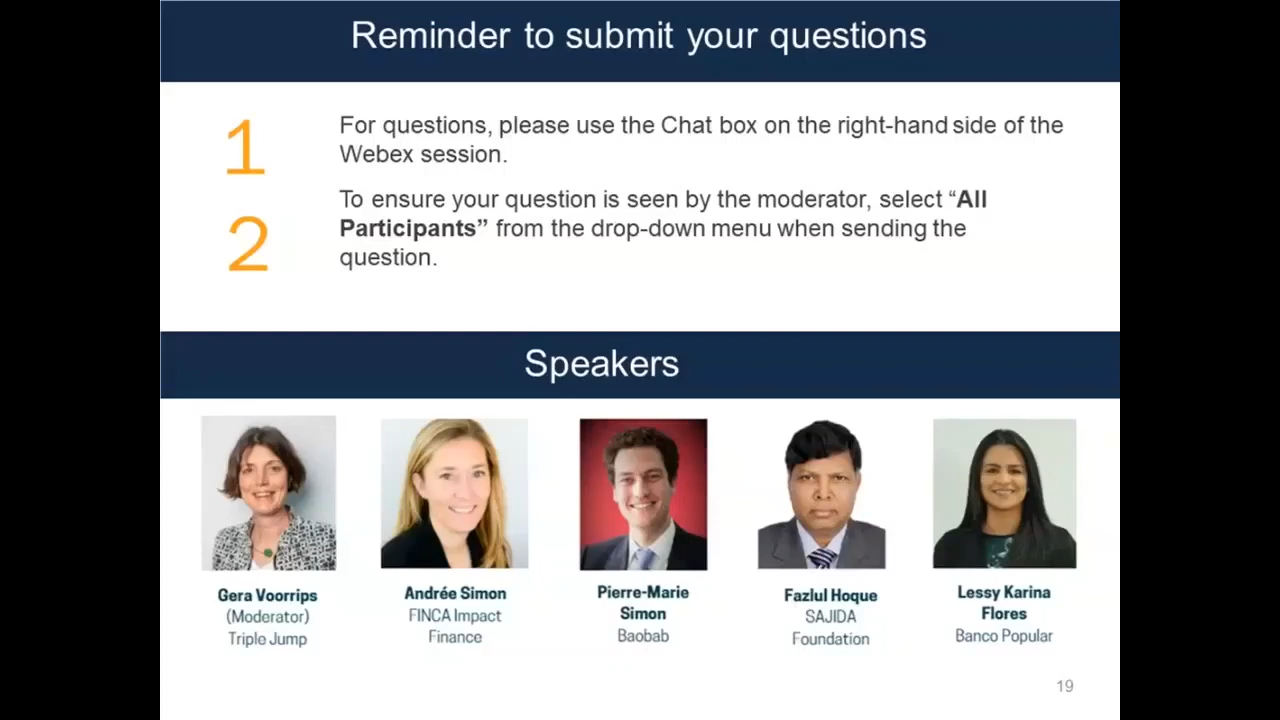 Reminder to submit your questions
1
For questions, please use the Chat box on the right-hand side of the
Webex session.
2
To ensure your question is seen by the moderator, select “All
Participants” from the drop-down menu when sending the
question.
Speakers
Gera Voorrips
(Moderator)
Triple Jump
Andrée Simon
FINCA Impact
Finance
Pierre-Marie
Simon
Baobab
Fazlul Hoque
SAJIDA
Foundation
Lessy Karina
Flores
Banco Popular
19